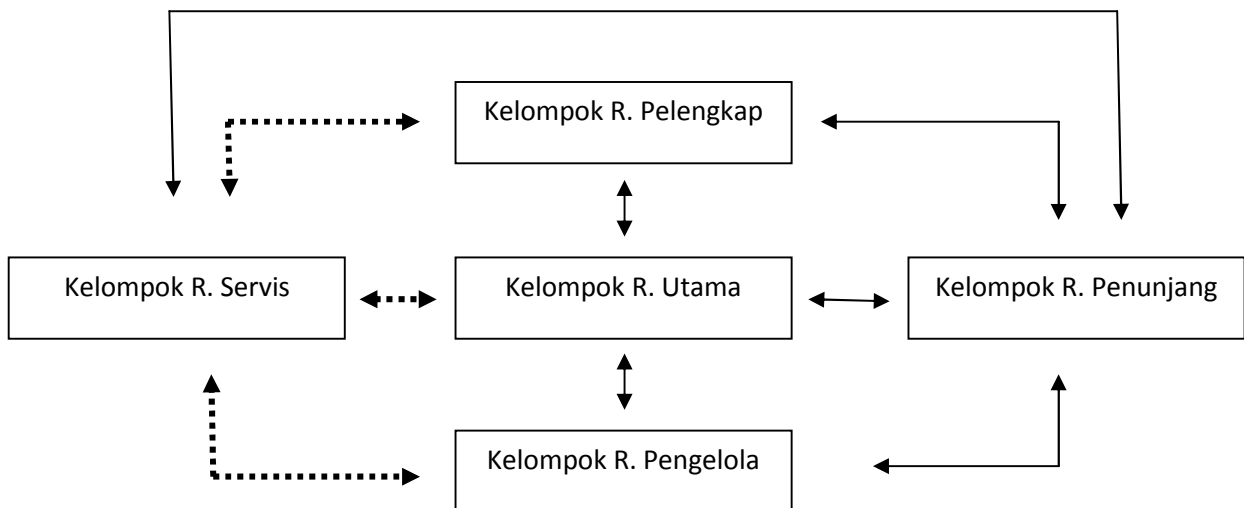 Kelompok R. Pelengkap
Kelompok R. Servis
Kelompok R. Utama
Kelompok R. Penunjang
Kelompok R. Pengelola